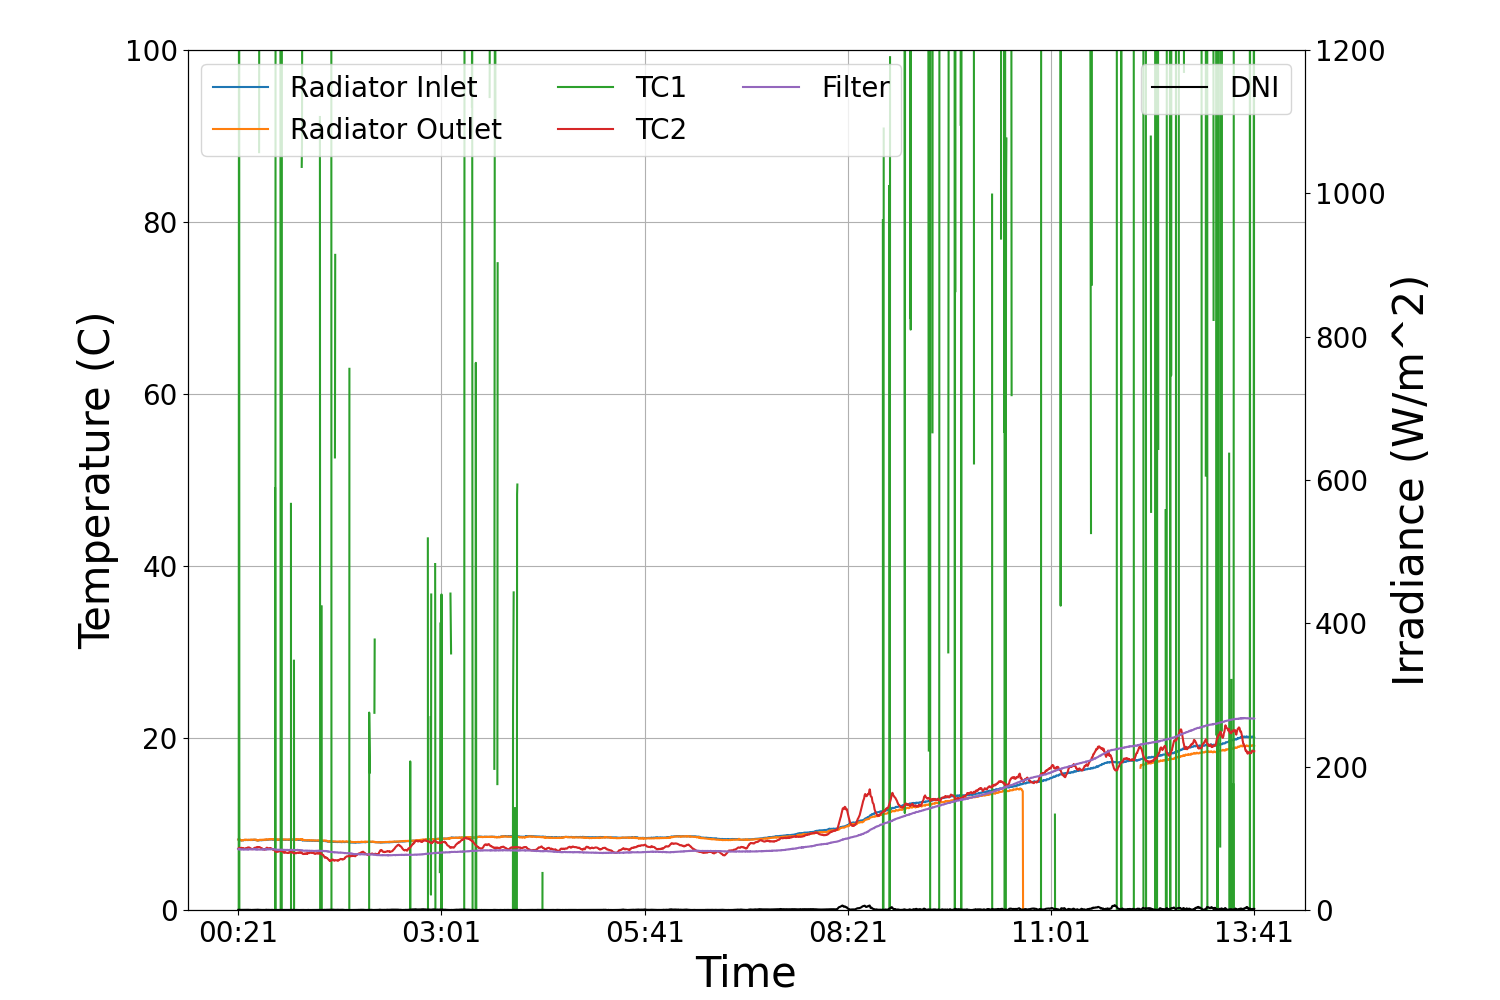 100
80
60
40
20
0
Temperature (C)
Radiator Inlet
Radiator Outlet
TC1
TC2
Filter
DNI
1200
1000
800
600
400
200
0
Irradiance (W/m^2)
00:21 03:01 05:41 08:21 11:01 13:41
Time